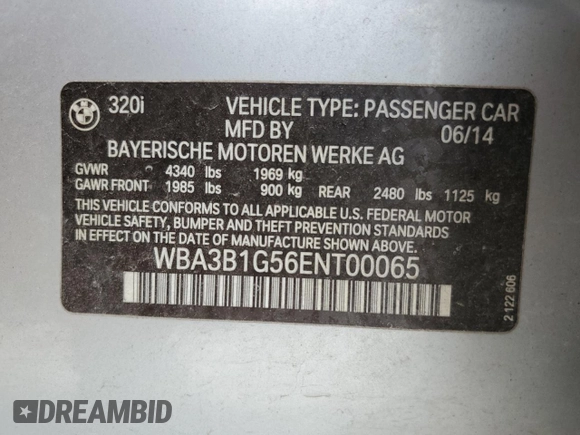 BMW
320i VEHICLE TYPE: PASSENGER CAR
MFD BY 06/14
BAYERISCHE MOTOREN WERKE AG
GVWR 4340 lbs 1969 kg
GAWR FRONT 1985 lbs 900 kg REAR 2480 lbs 1125 kg
THIS VEHICLE CONFORMS TO ALL APPLICABLE U.S. FEDERAL MOTOR
VEHICLE SAFETY, BUMPER AND THEFT PREVENTION STANDARDS
IN EFFECT ON THE DATE OF MANUFACTURE SHOWN ABOVE.
WBA3B1G56ENT00065
2 122 606
DREAMBID